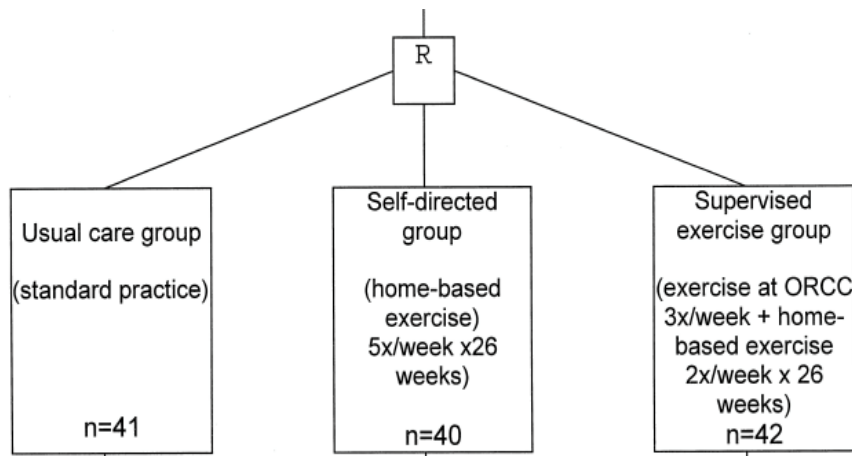 R
Usual care group
(standard practice)
n=41
Self-directed
group
(home-based
exercise)
5x/week x26
weeks)
n=40
Supervised
exercise group
(exercise at ORCC
3x/week + home-
based exercise
2x/week x 26
weeks)
n=42